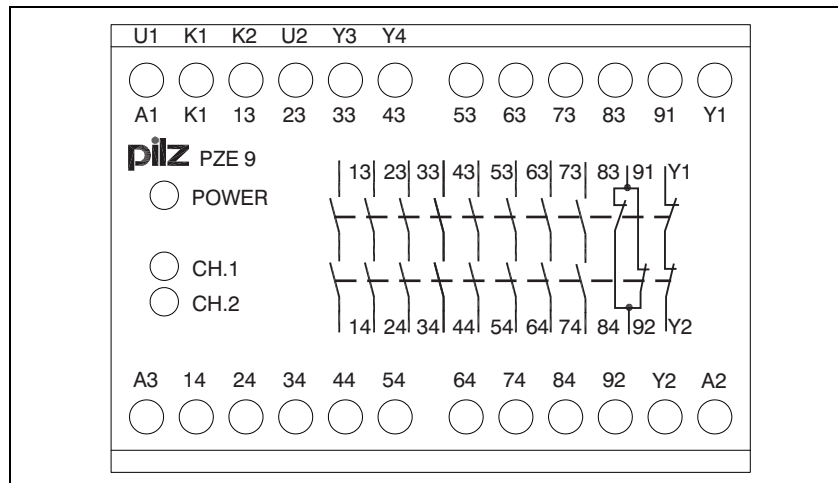 U1 K1 K2 U2 Y3 Y4
A1 K1 13 23 33 43 53 63 73 83 91 Y1
pilz PZE 9
13 23 33 43 53 63 73 83 91 Y1
POWER
CH.1
CH.2
14 24 34 44 54 64 74 84 92 Y2
A3 14 24 34 44 54 64 74 84 92 Y2 A2